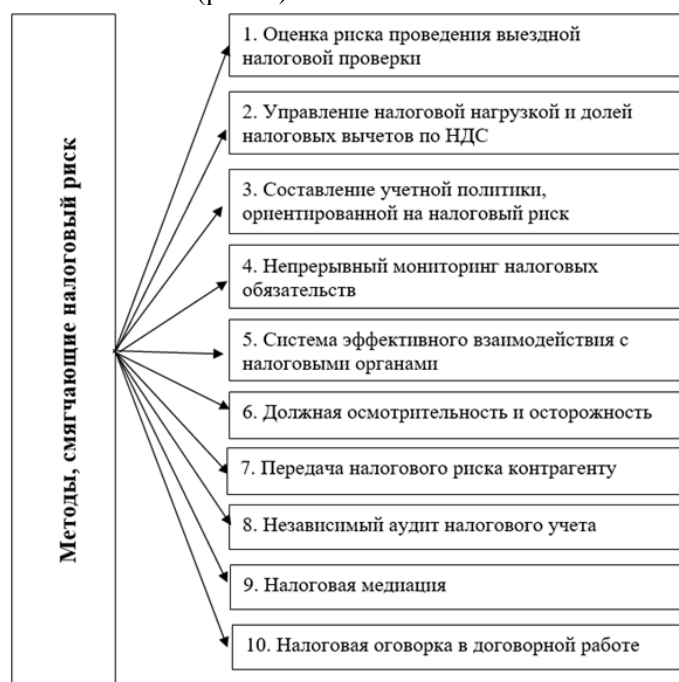 Методы, смягчающие налоговый риск
1. Оценка риска проведения выездной
налоговой проверки
2. Управление налоговой нагрузкой и долей
налоговых вычетов по НДС
3. Составление учетной политики,
ориентированной на налоговый риск
4. Непрерывный мониторинг налоговых
обязательств
5. Система эффективного взаимодействия с
налоговыми органами
6. Должная осмотрительность и осторожность
7. Передача налогового риска контрагенту
8. Независимый аудит налогового учета
9. Налоговая медиация
10. Налоговая оговорка в договорной работе